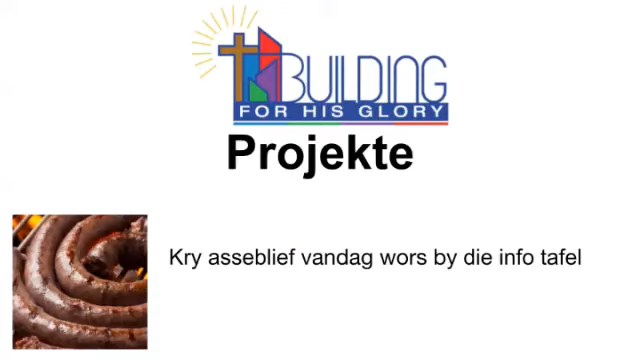 BUILDING
FOR HIS GLORY
Projekte
Kry asseblief vandag wors by die info tafel